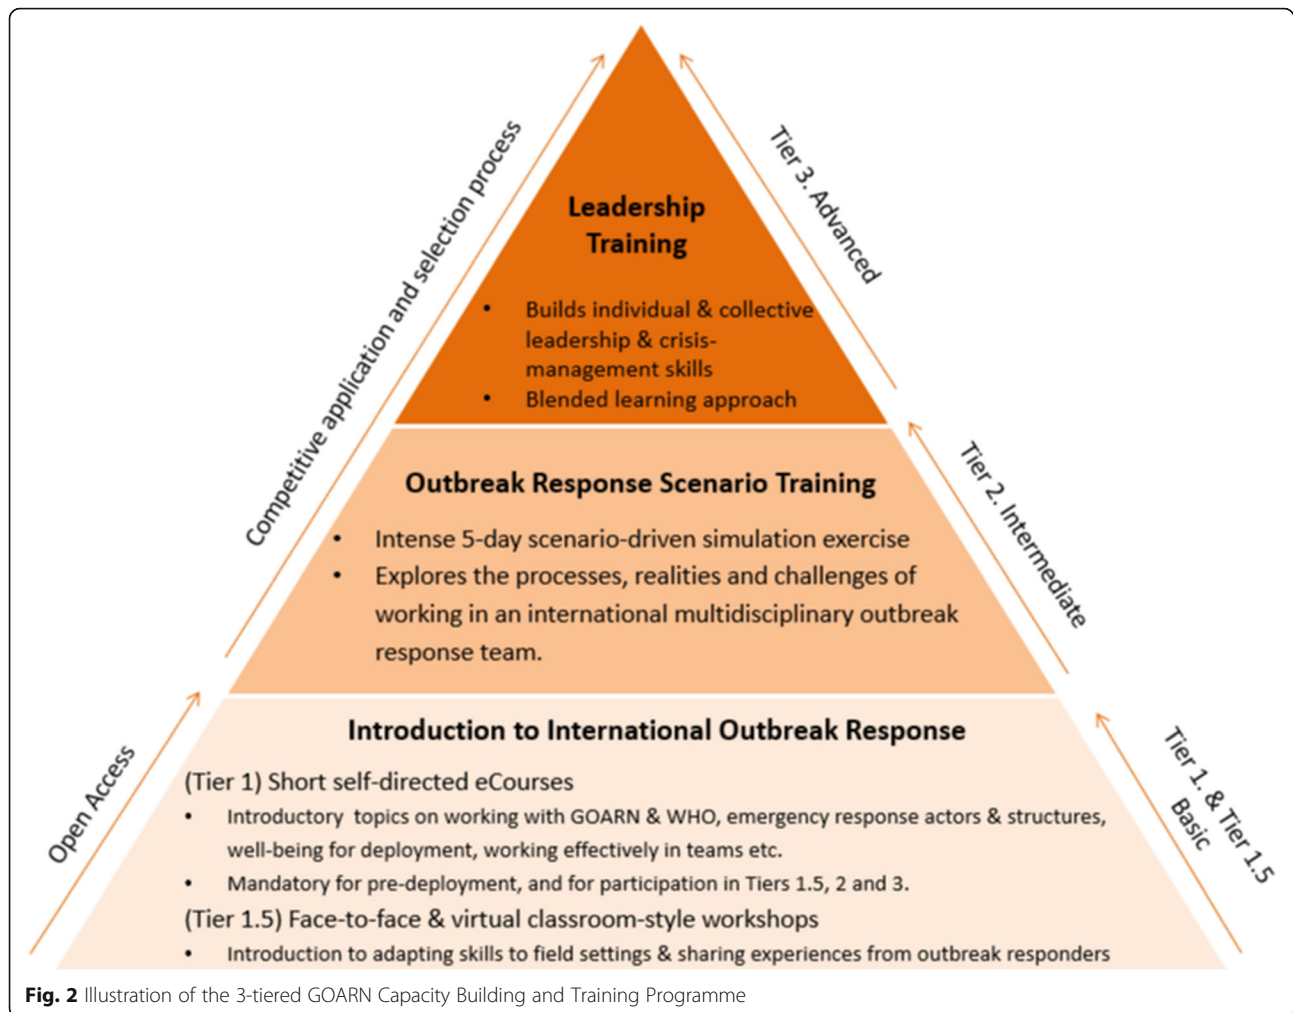 Competitive application and selection process
Tier 3. Advanced
Leadership
Training
• Builds individual & collective
leadership & crisis-
management skills
• Blended learning approach
Tier 2. Intermediate
Outbreak Response Scenario Training
• Intense 5-day scenario-driven simulation exercise
• Explores the processes, realities and challenges of
working in an international multidisciplinary outbreak
response team.
Open Access
Tier 1. & Tier 1.5
Basic
Introduction to International Outbreak Response
(Tier 1) Short self-directed eCourses
• Introductory topics on working with GOARN & WHO, emergency response actors & structures,
well-being for deployment, working effectively in teams etc.
• Mandatory for pre-deployment, and for participation in Tiers 1.5, 2 and 3.
(Tier 1.5) Face-to-face & virtual classroom-style workshops
• Introduction to adapting skills to field settings & sharing experiences from outbreak responders
Fig. 2 Illustration of the 3-tiered GOARN Capacity Building and Training Programme